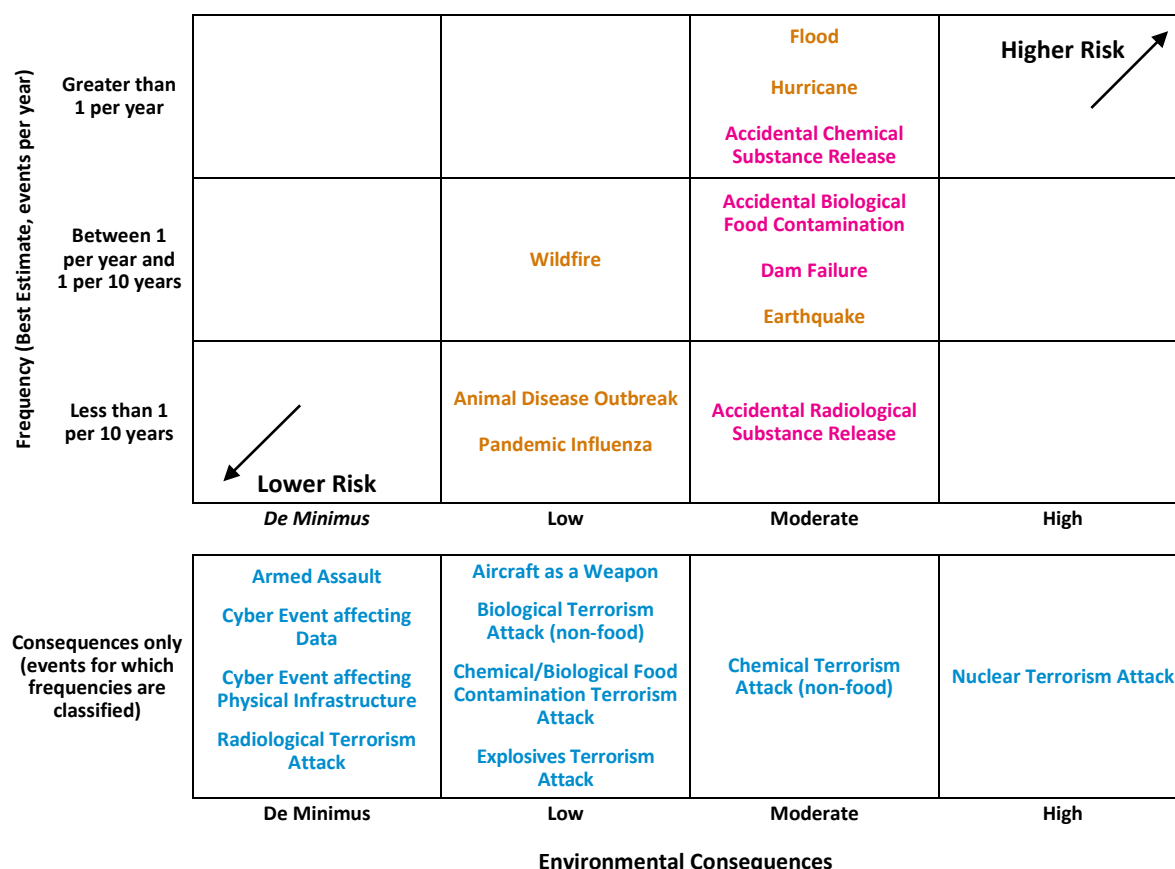 Frequency (Best Estimate, events per year)
Greater than
1 per year
Flood
Hurricane
Accidental Chemical
Substance Release
Higher Risk
Between 1
per year and
1 per 10 years
Wildfire
Accidental Biological
Food Contamination
Dam Failure
Earthquake
Less than 1
per 10 years
Lower Risk
Animal Disease Outbreak
Pandemic Influenza
Accidental Radiological
Substance Release
De Minimus
Low
Moderate
High
Consequences only
(events for which
frequencies are
classified)
Armed Assault
Cyber Event affecting
Data
Cyber Event affecting
Physical Infrastructure
Radiological Terrorism
Attack
Aircraft as a Weapon
Biological Terrorism
Attack (non-food)
Chemical/Biological Food
Contamination Terrorism
Attack
Explosives Terrorism
Attack
Chemical Terrorism
Attack (non-food)
Nuclear Terrorism Attack
De Minimus
Low
Moderate
High
Environmental Consequences